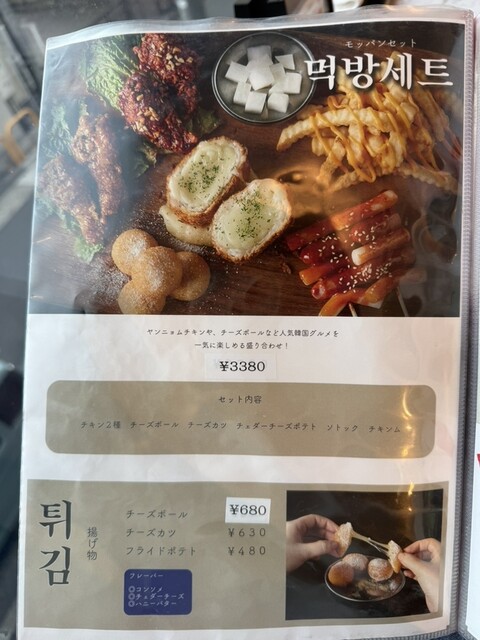 モッパンセット
먹방세트
ヤンニョムチキンや、チーズボールなど人気韓国グルメを
一気に楽しめる盛り合わせ！
¥3380
セット内容
チキン2種 チーズボール チーズカツ チェダーチーズポテト ソトック チキンム
튀김
揚げ物
チーズボール ¥680
チーズカツ ¥630
フライドポテト ¥480
フレーバー
◎コンソメ
◎チェダーチーズ
◎ハニーバター